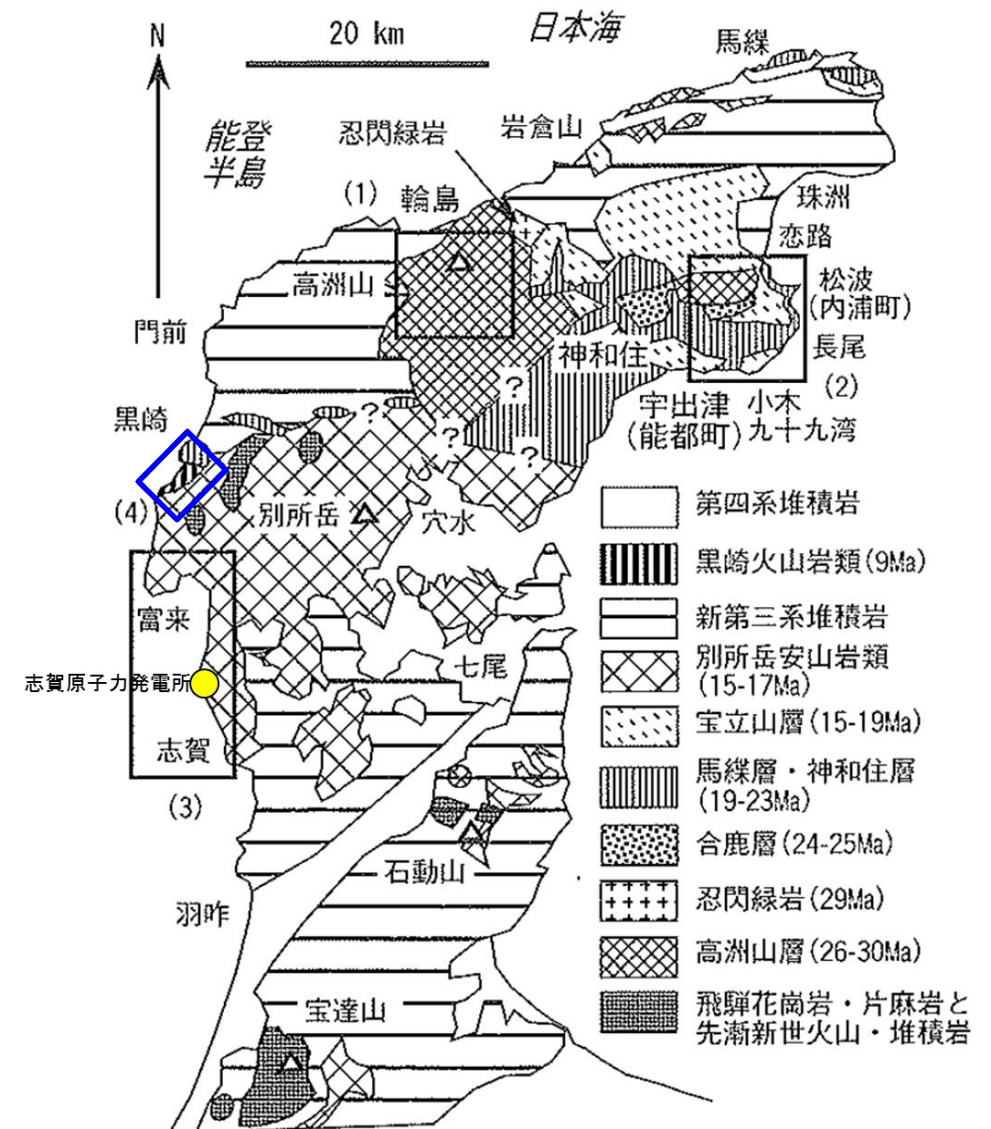 N
20 km
日本海
馬緤
能登
半島
忍閃緑岩
岩倉山
(1)
輪島
珠洲
恋路
高洲山
松波
(内浦町)
門前
神和住
長尾
?
(2)
黒崎
?
宇出津
(能都町)
小木
九十九湾
?
?
(4)
別所岳
穴水
富来
七尾
志賀原子力発電所
志賀
(3)
石動山
羽咋
宝達山
第四系堆積岩
黒崎火山岩類(9Ma)
新第三系堆積岩
別所岳安山岩類
(15-17Ma)
宝立山層(15-19Ma)
馬緤層・神和住層
(19-23Ma)
合鹿層(24-25Ma)
忍閃緑岩(29Ma)
高洲山層(26-30Ma)
飛騨花崗岩・片麻岩と
先漸新世火山・堆積岩